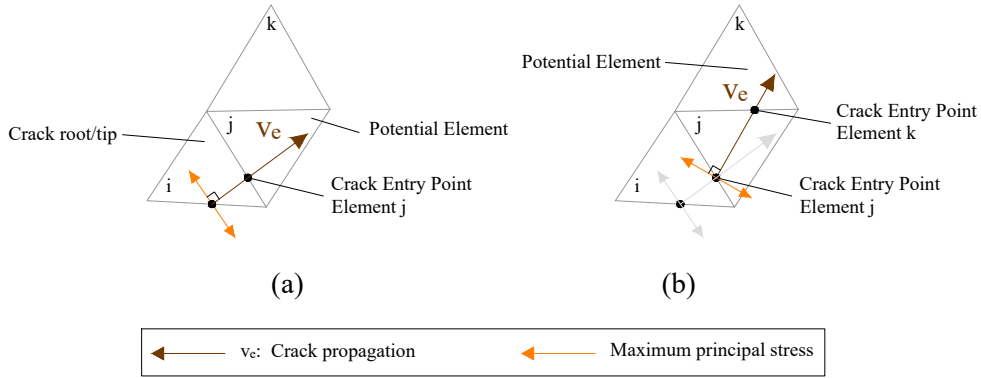 k
j
Ve
Crack root/tip
Potential Element
i
Crack Entry Point
Element j
(a)
k
Potential Element
Ve
j
Crack Entry Point
Element k
i
Crack Entry Point
Element j
(b)
ve: Crack propagation
Maximum principal stress